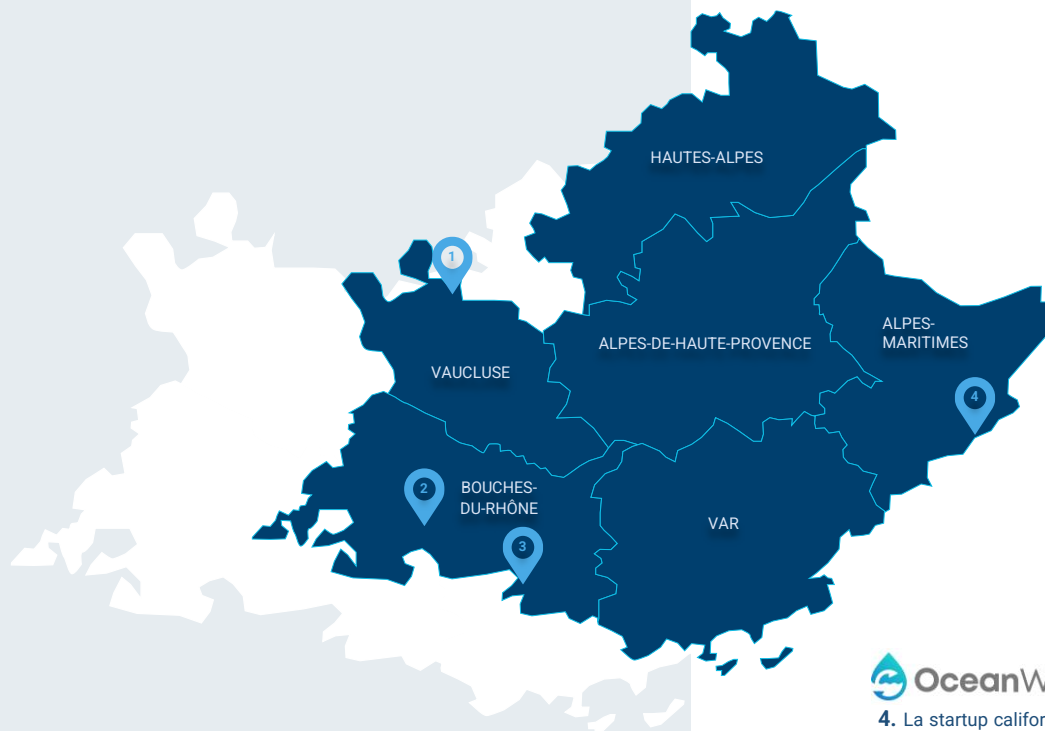 HAUTES-ALPES
1
ALPES-
MARITIMES
ALPES-DE-HAUTE-PROVENCE
VAUCLUSE
4
2
BOUCHES-
DU-RHÔNE
VAR
3
OceanW
4. La startup califor